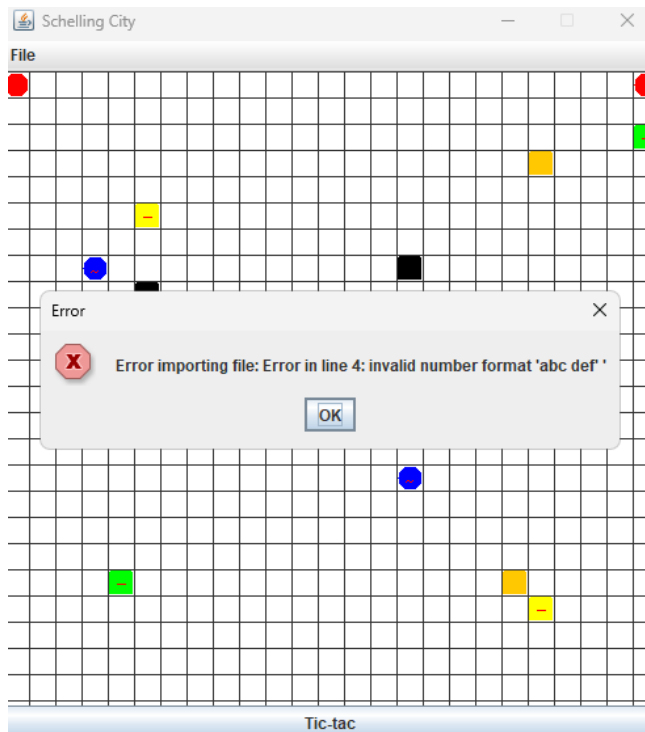 Schelling City
File
Error
Error importing file: Error in line 4: invalid number format 'abc def' '
OK
Tic-tac